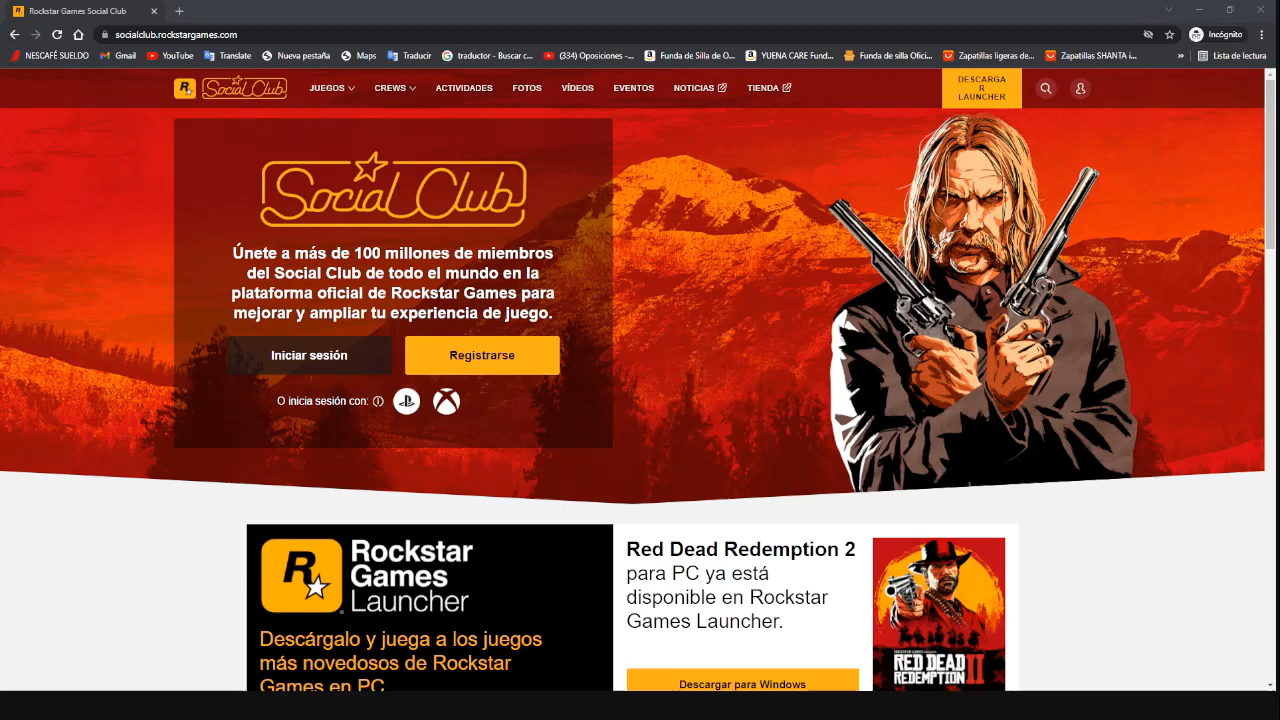 Rockstar Games Social Club
socialclub.rockstargames.com
Incógnito
NESCAFÉ SUELDO
Gmail
YouTube
Translate
Nueva pestaña
Maps
Traducir
traductor - Buscar c...
(334) Oposiciones -...
Funda de Silla de O...
YUENA CARE Fund...
Funda de silla Ofici...
Zapatillas ligeras de...
Zapatillas SHANTA i...
»
Lista de lectura
R
Social Club
JUEGOS
CREWS
ACTIVIDADES
FOTOS
VÍDEOS
EVENTOS
NOTICIAS
TIENDA
DESCARGA
R
LAUNCHER
Social Club
Únete a más de 100 millones de miembros
del Social Club de todo el mundo en la
plataforma oficial de Rockstar Games para
mejorar y ampliar tu experiencia de juego.
Iniciar sesión
Registrarse
O inicia sesión con:
R
Rockstar
Games
Launcher
Descárgalo y juega a los juegos
más novedosos de Rockstar
Games en PC
Red Dead Redemption 2
para PC ya está
disponible en Rockstar
Games Launcher.
Descargar para Windows
ROCKSTAR GAMES PRESENTS
RED DEAD
REDEMPTION II